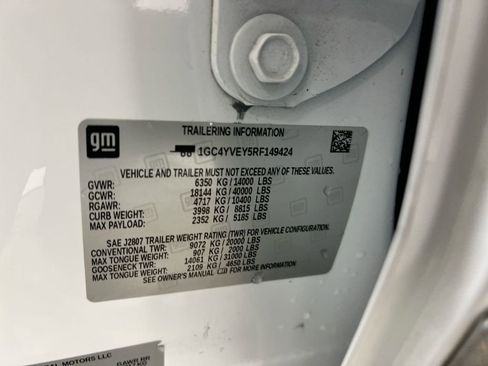 gm
TRAILERING INFORMATION
1GC4YVEY5RF149424
VEHICLE AND TRAILER MUST NOT EXCEED ANY OF THESE VALUES.
GVWR: 6350 KG / 14000 LBS
GCWR: 18144 KG / 40000 LBS
RGAWR: 4717 KG / 10400 LBS
CURB WEIGHT: 3998 KG / 8815 LBS
MAX PAYLOAD: 2352 KG / 5185 LBS
SAE J2807 TRAILER WEIGHT RATING (TWR) FOR VEHICLE CONFIGURATION.
CONVENTIONAL TWR: 9072 KG / 20000 LBS
MAX TONGUE WEIGHT: 907 KG / 2000 LBS
GOOSENECK TWR: 14061 KG / 31000 LBS
MAX TONGUE WEIGHT: 2109 KG / 4650 LBS
SEE OWNER'S MANUAL FOR MORE INFORMATION.
MOTORS LLC
GAWR RR